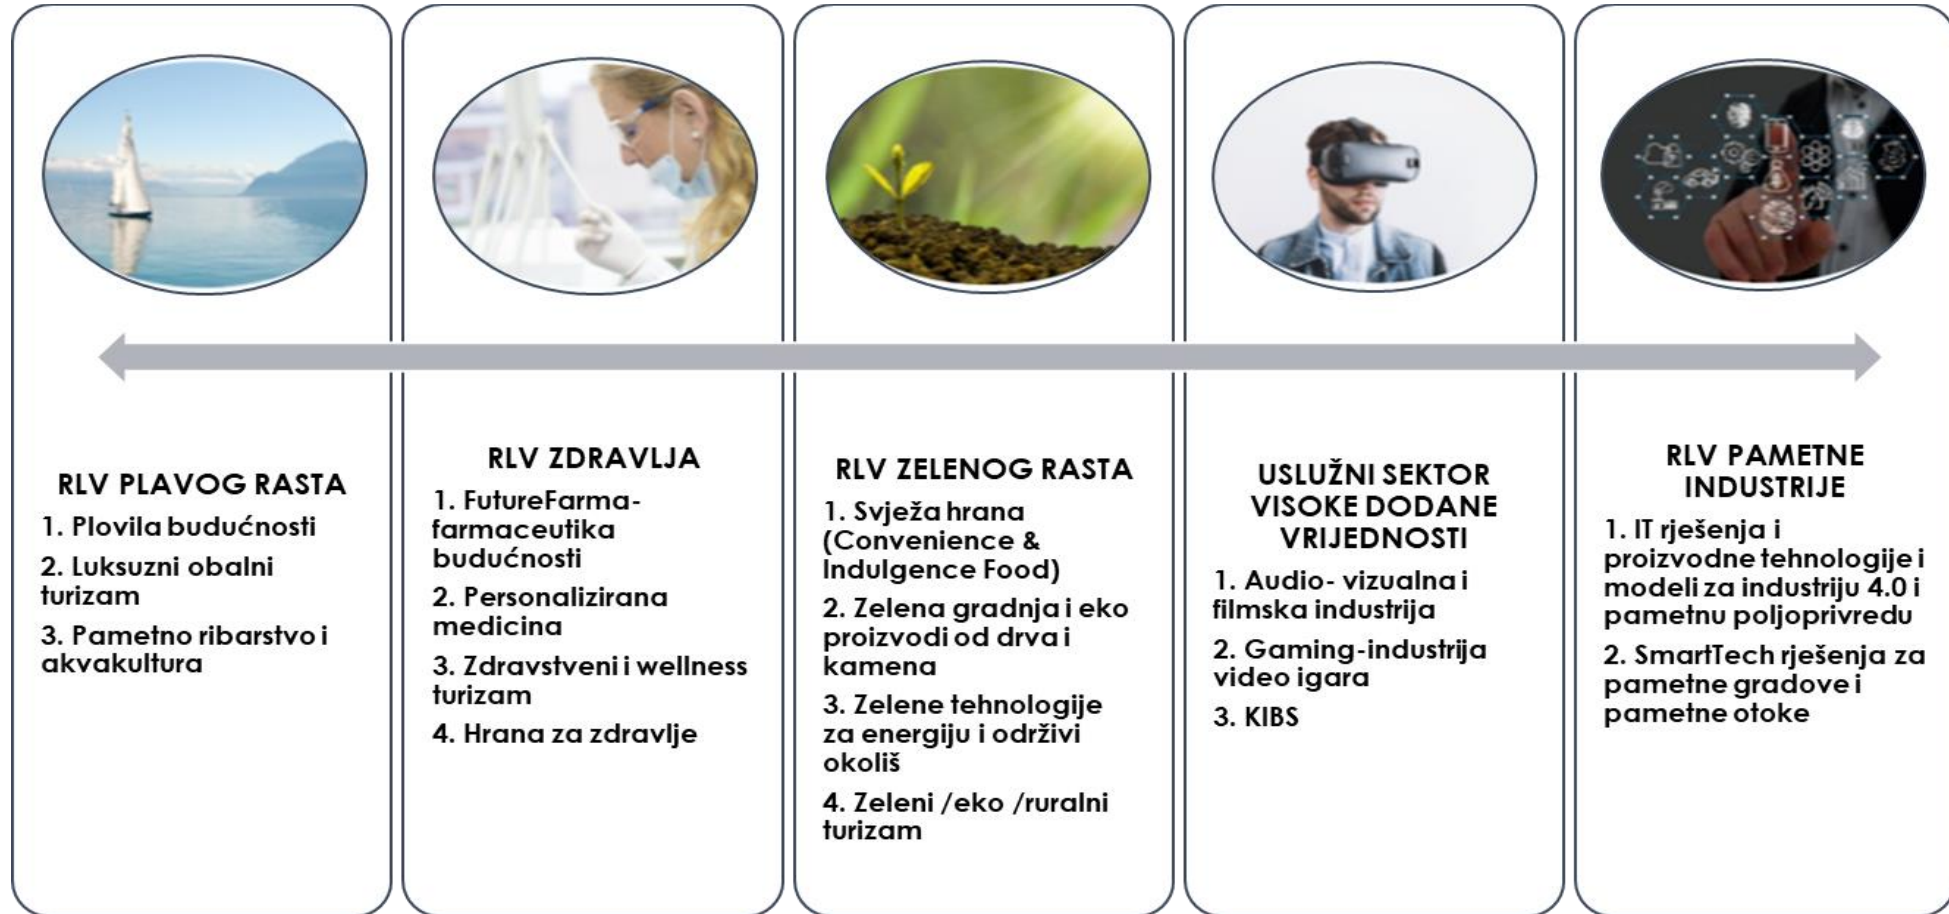 RLV PLAVOG RASTA
1. Plovila budućnosti
2. Luksuzni obalni
turizam
3. Pametno ribarstvo i
akvakultura
RLV ZDRAVLJA
1. FutureFarma-
farmaceutika
budućnosti
2. Personalizirana
medicina
3. Zdravstveni i wellness
turizam
4. Hrana za zdravlje
RLV ZELENOG RASTA
1. Svježa hrana
(Convenience &
Indulgence Food)
2. Zelena gradnja i eko
proizvodi od drva i
kamena
3. Zelene tehnologije
za energiju i održivi
okoliš
4. Zeleni /eko /ruralni
turizam
USLUŽNI SEKTOR
VISOKE DODANE
VRIJEDNOSTI
1. Audio- vizualna i
filmska industrija
2. Gaming-industrija
video igara
3. KIBS
RLV PAMETNE
INDUSTRIJE
1. IT rješenja i
proizvodne tehnologije i
modeli za industriju 4.0 i
pametnu poljoprivredu
2. SmartTech rješenja za
pametne gradove i
pametne otoke